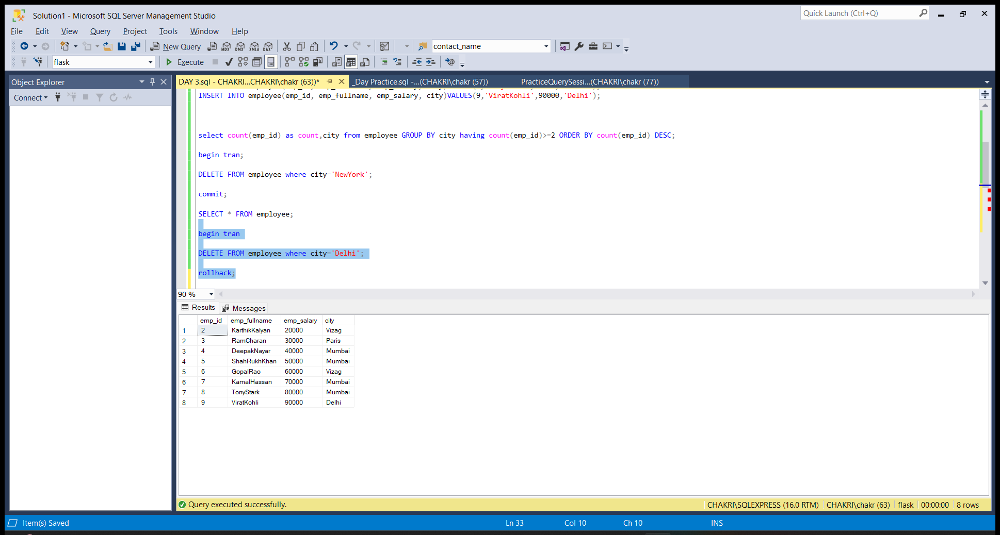 Solution1 - Microsoft SQL Server Management Studio
Quick Launch (Ctrl+Q)
File Edit View Query Project Tools Window Help
New Query MDX DMX XMLA DAX contact_name
flask Execute
Object Explorer
Connect
DAY 3.sql - CHAKRI...CHAKRI\chakr (63))* _Day Practice.sql -...(CHAKRI\chakr (57)) PracticeQuerySessi...(CHAKRI\chakr (77))
INSERT INTO employee(emp_id, emp_fullname, emp_salary, city)VALUES(9,'ViratKohli',90000,'Delhi');
select count(emp_id) as count,city from employee GROUP BY city having count(emp_id)>=2 ORDER BY count(emp_id) DESC;
begin tran;
DELETE FROM employee where city='NewYork';
commit;
SELECT * FROM employee;
begin tran
DELETE FROM employee where city='Delhi';
rollback;
90 %
Results Messages
emp_id emp_fullname emp_salary city
1 2 KarthikKalyan 20000 Vizag
2 3 RamCharan 30000 Paris
3 4 DeepakNayar 40000 Mumbai
4 5 ShahRukhKhan 50000 Mumbai
5 6 GopalRao 60000 Vizag
6 7 KamalHassan 70000 Mumbai
7 8 TonyStark 80000 Mumbai
8 9 ViratKohli 90000 Delhi
Query executed successfully. CHAKRI\SQLEXPRESS (16.0 RTM) CHAKRI\chakr (63) flask 00:00:00 8 rows
Item(s) Saved Ln 33 Col 10 Ch 10 INS